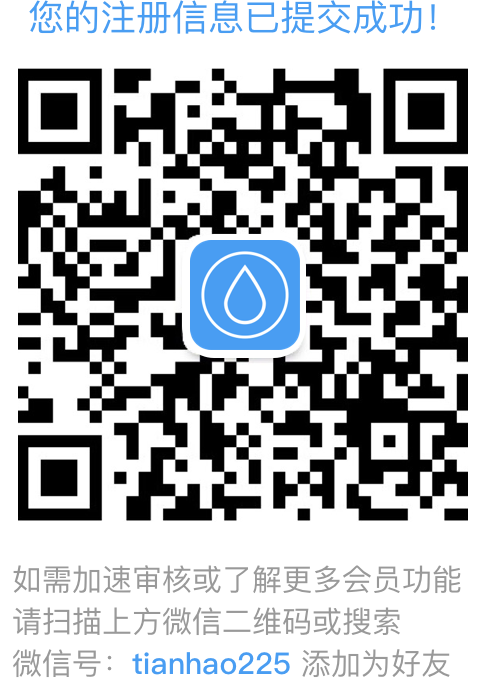 您的注册信息已提交成功！
如需加速审核或了解更多会员功能
请扫描上方微信二维码或搜索
微信号：tianhao225 添加为好友